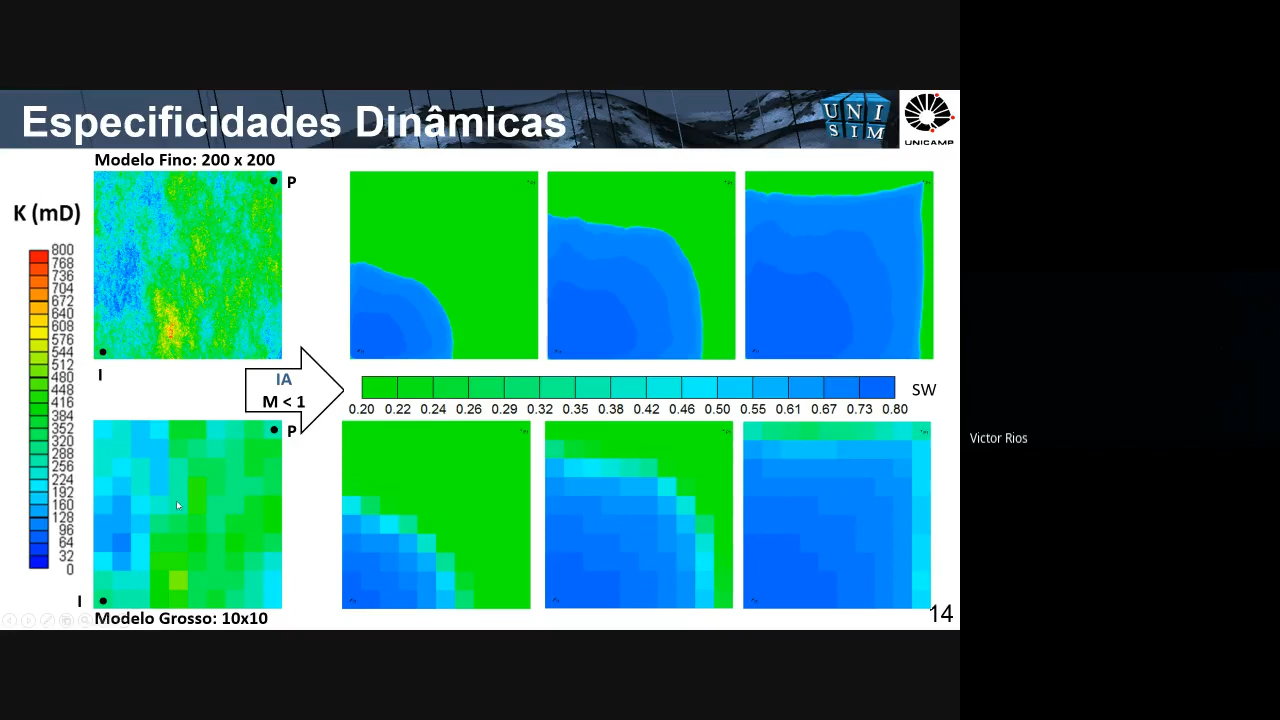 Especificidades Dinâmicas
UNI
SIM
UNICAMP
Modelo Fino: 200 x 200
P
K (mD)
800
768
736
704
672
640
608
576
544
512
480
448
416
384
352
320
288
256
224
192
160
128
96
64
32
0
I
IA
M < 1
0.20 0.22 0.24 0.26 0.29 0.32 0.35 0.38 0.42 0.46 0.50 0.55 0.61 0.67 0.73 0.80
SW
P
I
Modelo Grosso: 10x10
14
Victor Rios